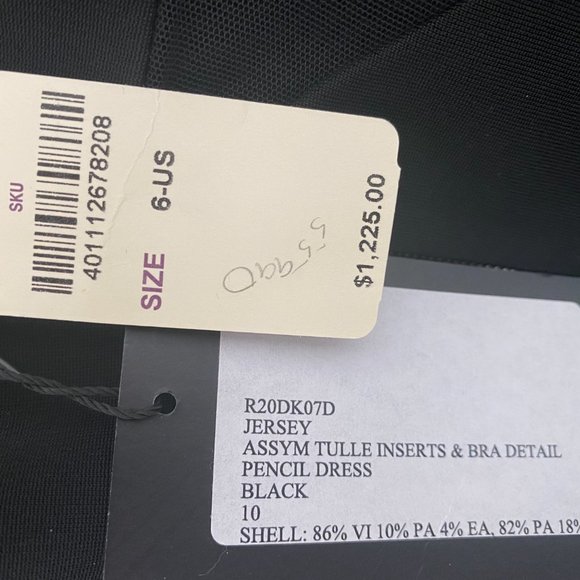 SKU
401112678208
SIZE 6-US
$1,225.00
R20DK07D
JERSEY
ASSYM TULLE INSERTS & BRA DETAIL
PENCIL DRESS
BLACK
10
SHELL: 86% VI 10% PA 4% EA, 82% PA 18%